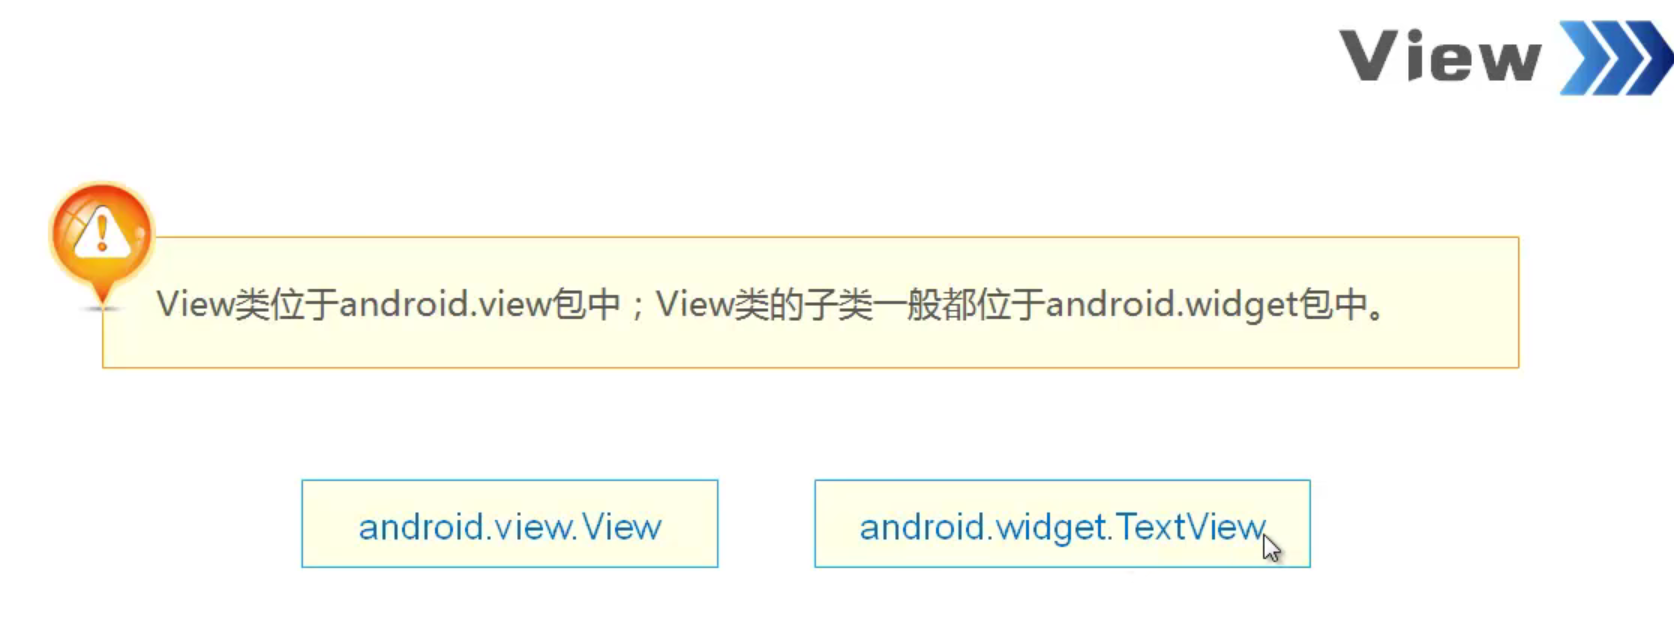 View
View类位于android.view包中；View类的子类一般都位于android.widget包中。
android.view.View
android.widget.TextView